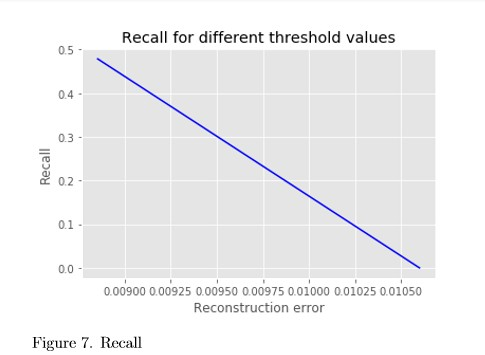 Recall for different threshold values
0.5
0.4
0.3
0.2
0.1
0.0
Recall
0.00900 0.00925 0.00950 0.00975 0.01000 0.01025 0.01050
Reconstruction error
Figure 7. Recall